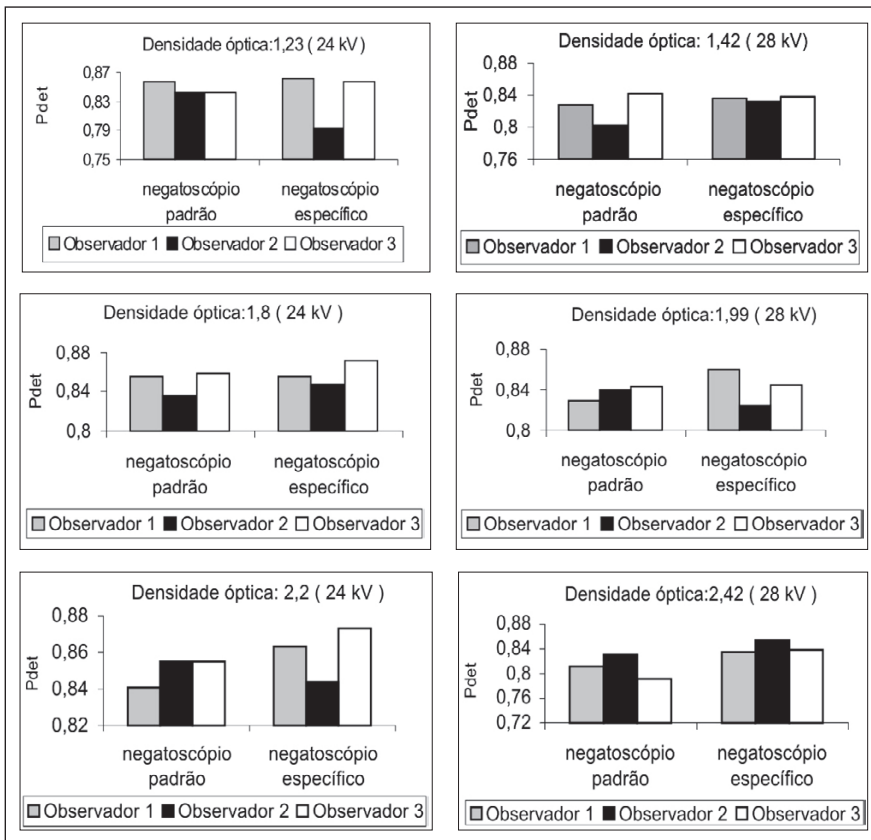 Densidade óptica:1,23 ( 24 kV )
Pdet
0,87
0,83
0,79
0,75
negatoscópio padrão
negatoscópio específico
Observador 1 Observador 2 Observador 3
Densidade óptica: 1,42 ( 28 kV)
Pdet
0,88
0,84
0,8
0,76
negatoscópio padrão
negatoscópio específico
Observador 1 Observador 2 Observador 3
Densidade óptica:1,8 ( 24 kV )
Pdet
0,88
0,84
0,8
negatoscópio padrão
negatoscópio específico
Observador 1 Observador 2 Observador 3
Densidade óptica:1,99 ( 28 kV)
Pdet
0,88
0,84
0,8
negatoscópio padrão
negatoscópio específico
Observador 1 Observador 2 Observador 3
Densidade óptica: 2,2 ( 24 kV )
Pdet
0,88
0,86
0,84
0,82
negatoscópio padrão
negatoscópio específico
Observador 1 Observador 2 Observador 3
Densidade óptica:2,42 ( 28 kV )
Pdet
0,88
0,84
0,8
0,76
0,72
negatoscópio padrão
negatoscópio específico
Observador 1 Observador 2 Observador 3